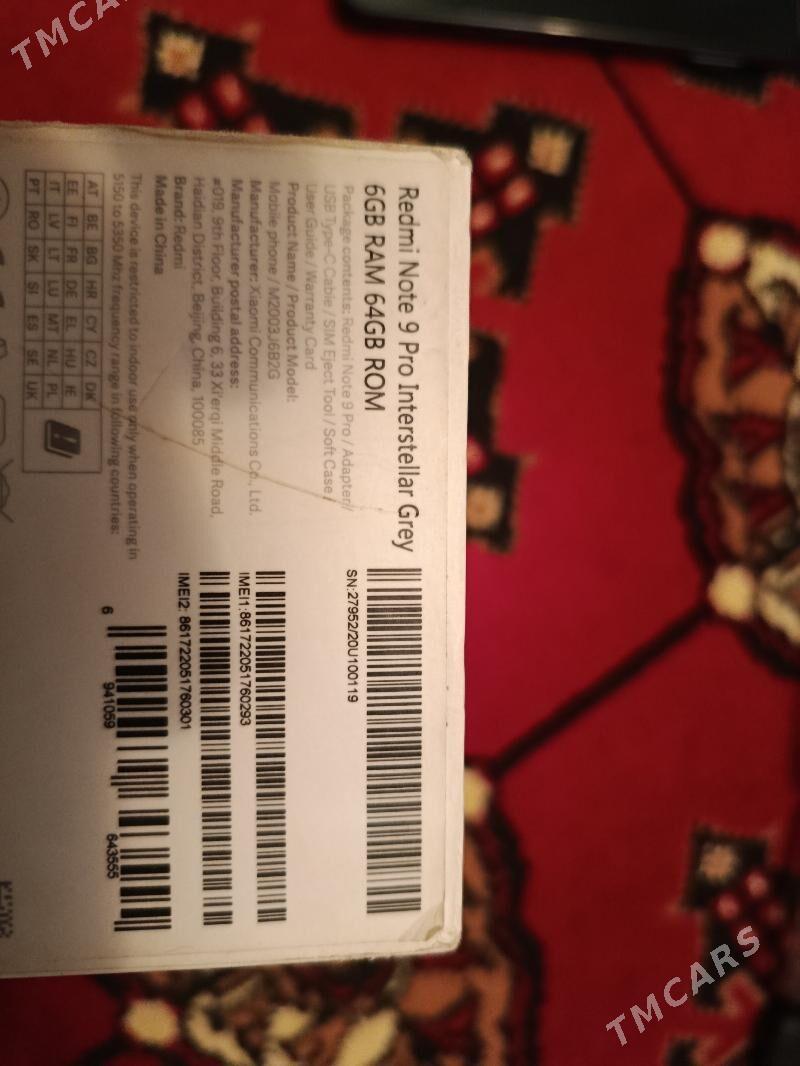 TMCARS
Redmi Note 9 Pro Interstellar Grey
6GB RAM 64GB ROM
Package contents: Redmi Note 9 Pro / Adapter /
USB Type-C Cable / SIM Eject Tool / Soft Case /
User Guide / Warranty Card
Product Name / Product Model:
Mobile phone / M2003J6B2G
Manufacturer: Xiaomi Communications Co., Ltd.
Manufacturer postal address:
#019, 9th Floor, Building 6, 33 Xi'erqi Middle Road,
Haidian District, Beijing, China, 100085
Brand: Redmi
Made in China
This device is restricted to indoor use only when operating in
5150 to 5350 Mhz frequency range in following countries:
AT BE BG HR CY CZ DK
EE FI FR DE EL HU IE
IT LV LT LU MT NL PL
PT RO SK SI ES SE UK
SN:27952/20U100119
IMEI1:861722051760293
IMEI2: 861722051760301
6 941059 643555
TMCARS